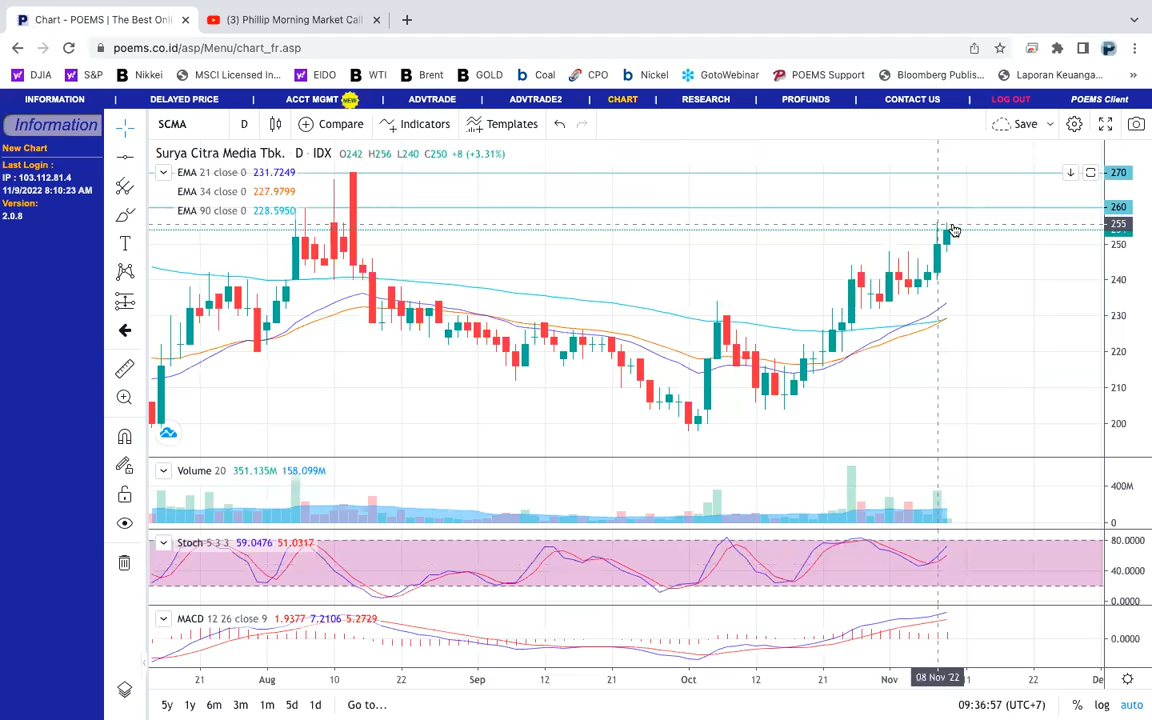 Chart - POEMS | The Best Onli
(3) Phillip Morning Market Cal
poems.co.id/asp/Menu/chart_fr.asp
DJIA S&P Nikkei MSCI Licensed In... EIDO WTI Brent GOLD Coal CPO Nickel GotoWebinar POEMS Support Bloomberg Publis... Laporan Keuanga... »
INFORMATION | DELAYED PRICE | ACCT MGMT NEW | ADVTRADE | ADVTRADE2 | CHART | RESEARCH | PROFUNDS | CONTACT US | LOG OUT POEMS Client
Information
New Chart
Last Login :
IP : 103.112.81.4
11/9/2022 8:10:23 AM
Version:
2.0.8
SCMA D Compare Indicators Templates Save
Surya Citra Media Tbk. · D · IDX O242 H256 L240 C250 +8 (+3.31%)
EMA 21 close 0 231.7249
EMA 34 close 0 227.9799
EMA 90 close 0 228.5950
270
260
255
250
240
230
220
210
200
Volume 20 351.135M 158.099M
400M
0
Stoch 5 3 3 59.0476 51.0317
80.0000
40.0000
0.0000
MACD 12 26 close 9 1.9377 7.2106 5.2729
0.0000
21 Aug 10 22 Sep 12 21 Oct 12 21 Nov 08 Nov '22 11 22 De
5y 1y 6m 3m 1m 5d 1d Go to... 09:36:57 (UTC+7) % log auto